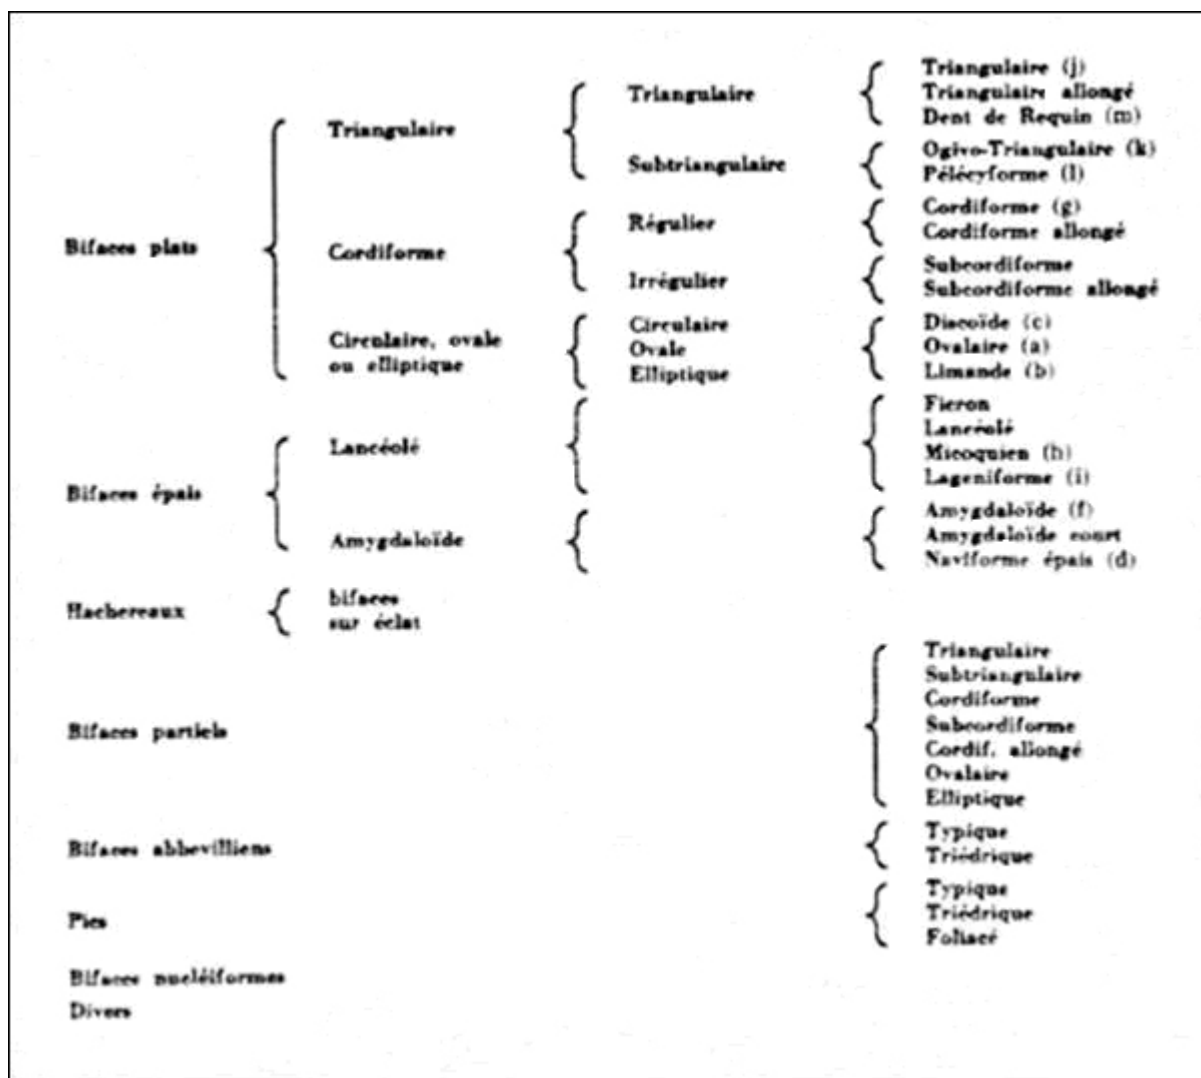 Bifaces plats
Triangulaire
Triangulaire
Triangulaire (j)
Triangulaire allongé
Dent de Requin (m)
Subtriangulaire
Ogivo-Triangulaire (k)
Pélécyforme (l)
Cordiforme
Régulier
Cordiforme (g)
Cordiforme allongé
Irrégulier
Subcordiforme
Subcordiforme allongé
Circulaire, ovale
ou elliptique
Circulaire
Ovale
Elliptique
Discoïde (c)
Ovalaire (a)
Limande (b)
Bifaces épais
Lancéolé
Ficron
Lancéolé
Micoquien (h)
Lageniforme (i)
Amygdaloïde
Amygdaloïde (f)
Amygdaloïde court
Naviforme épais (d)
Hachereaux
bifaces
sur éclat
Bifaces partiels
Triangulaire
Subtriangulaire
Cordiforme
Subcordiforme
Cordif. allongé
Ovalaire
Elliptique
Bifaces abbevilliens
Typique
Triédrique
Pics
Typique
Triédrique
Foliacé
Bifaces nucléiformes
Divers